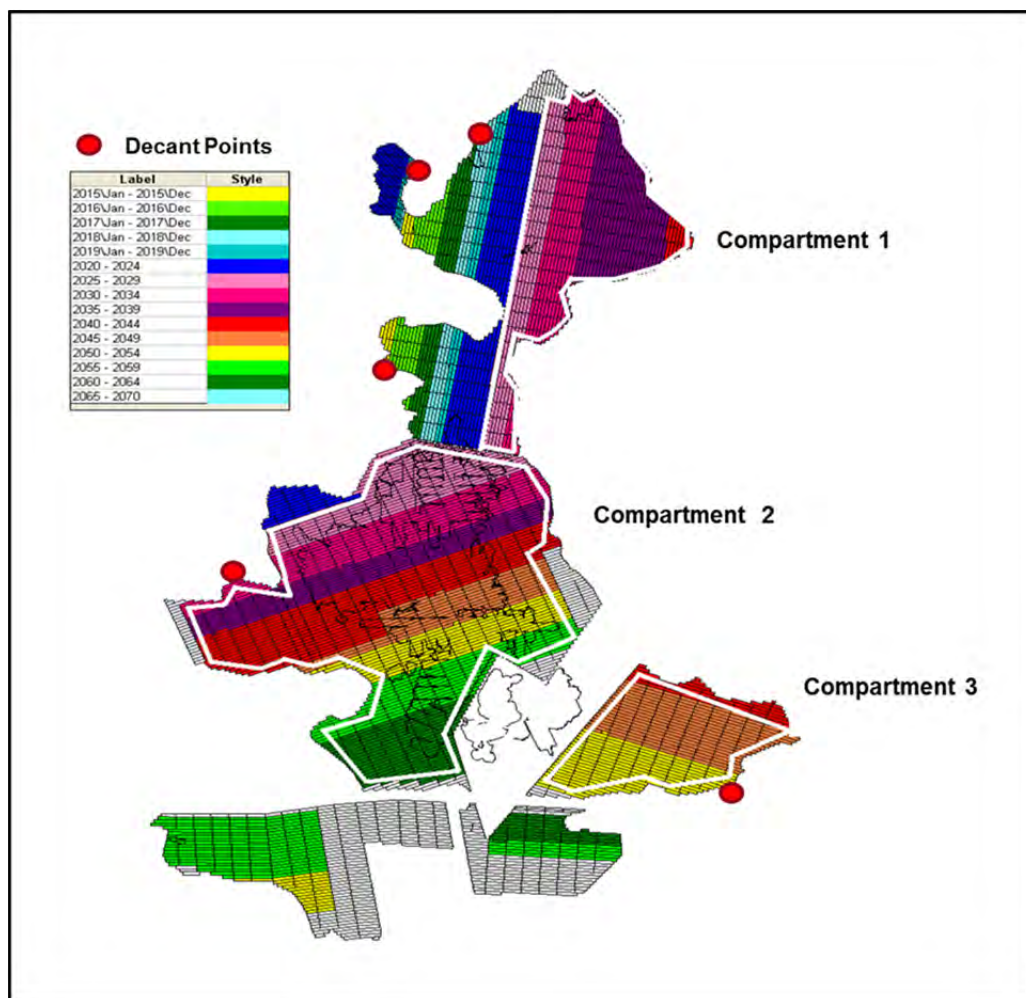 Decant Points
Label Style
2015\Jan - 2015\Dec
2016\Jan - 2016\Dec
2017\Jan - 2017\Dec
2018\Jan - 2018\Dec
2019\Jan - 2019\Dec
2020 - 2024
2025 - 2029
2030 - 2034
2035 - 2039
2040 - 2044
2045 - 2049
2050 - 2054
2055 - 2059
2060 - 2064
2065 - 2070
Compartment 1
Compartment 2
Compartment 3